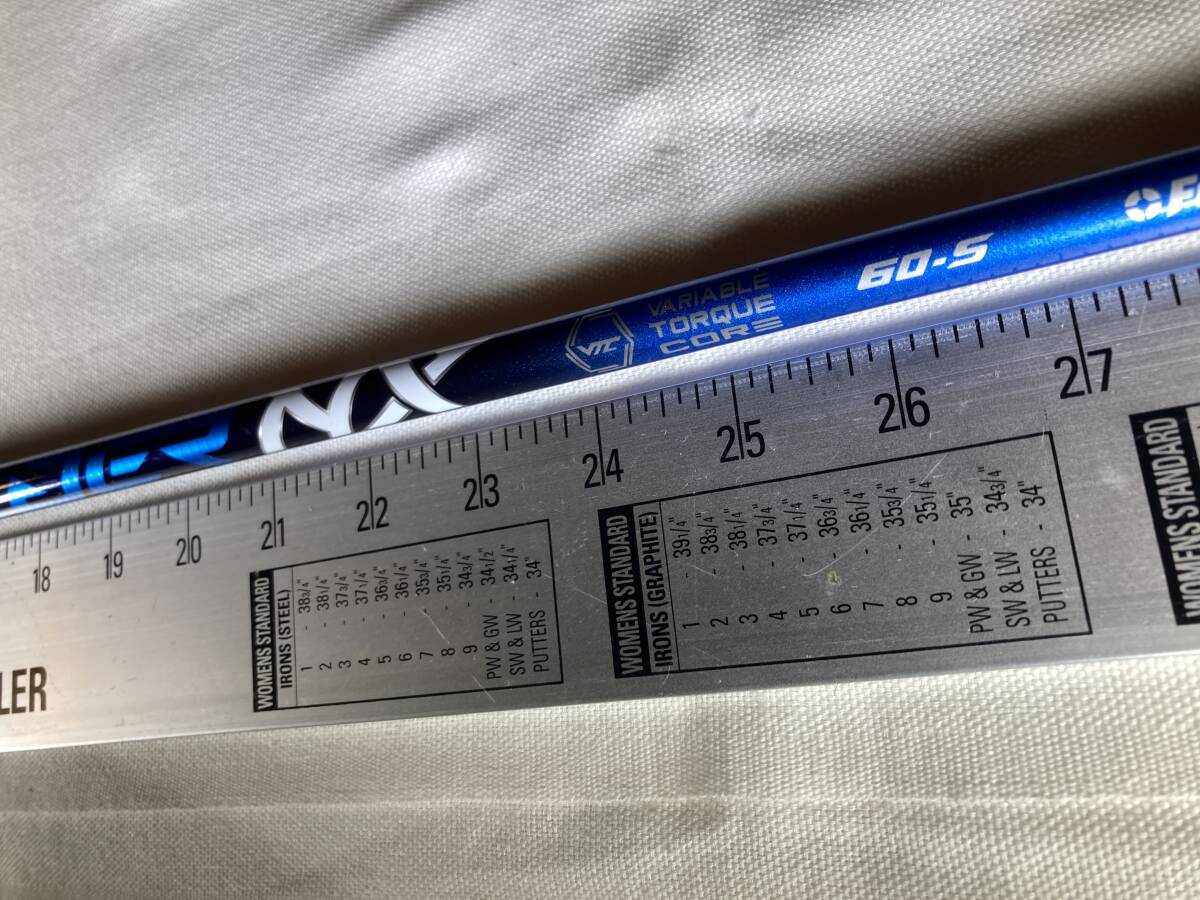 NX
VTC
VARIABLE
TORQUE
CORE
60-S
18 19 20 21 22 23 24 25 26 27
LER
WOMENS STANDARD
IRONS (STEEL)
1 - 38 3/4"
2 - 38 1/4"
3 - 37 3/4"
4 - 37 1/4"
5 - 36 3/4"
6 - 36 1/4"
7 - 35 3/4"
8 - 35 1/4"
9 - 34 3/4"
PW & GW - 34 1/2"
SW & LW - 34 1/4"
PUTTERS - 34"
WOMENS STANDARD
IRONS (GRAPHITE)
1 - 39 1/4"
2 - 38 3/4"
3 - 38 1/4"
4 - 37 3/4"
5 - 37 1/4"
6 - 36 3/4"
7 - 36 1/4"
8 - 35 3/4"
9 - 35 1/4"
PW & GW - 35"
SW & LW - 34 3/4"
PUTTERS - 34"
WOMENS STANDARD